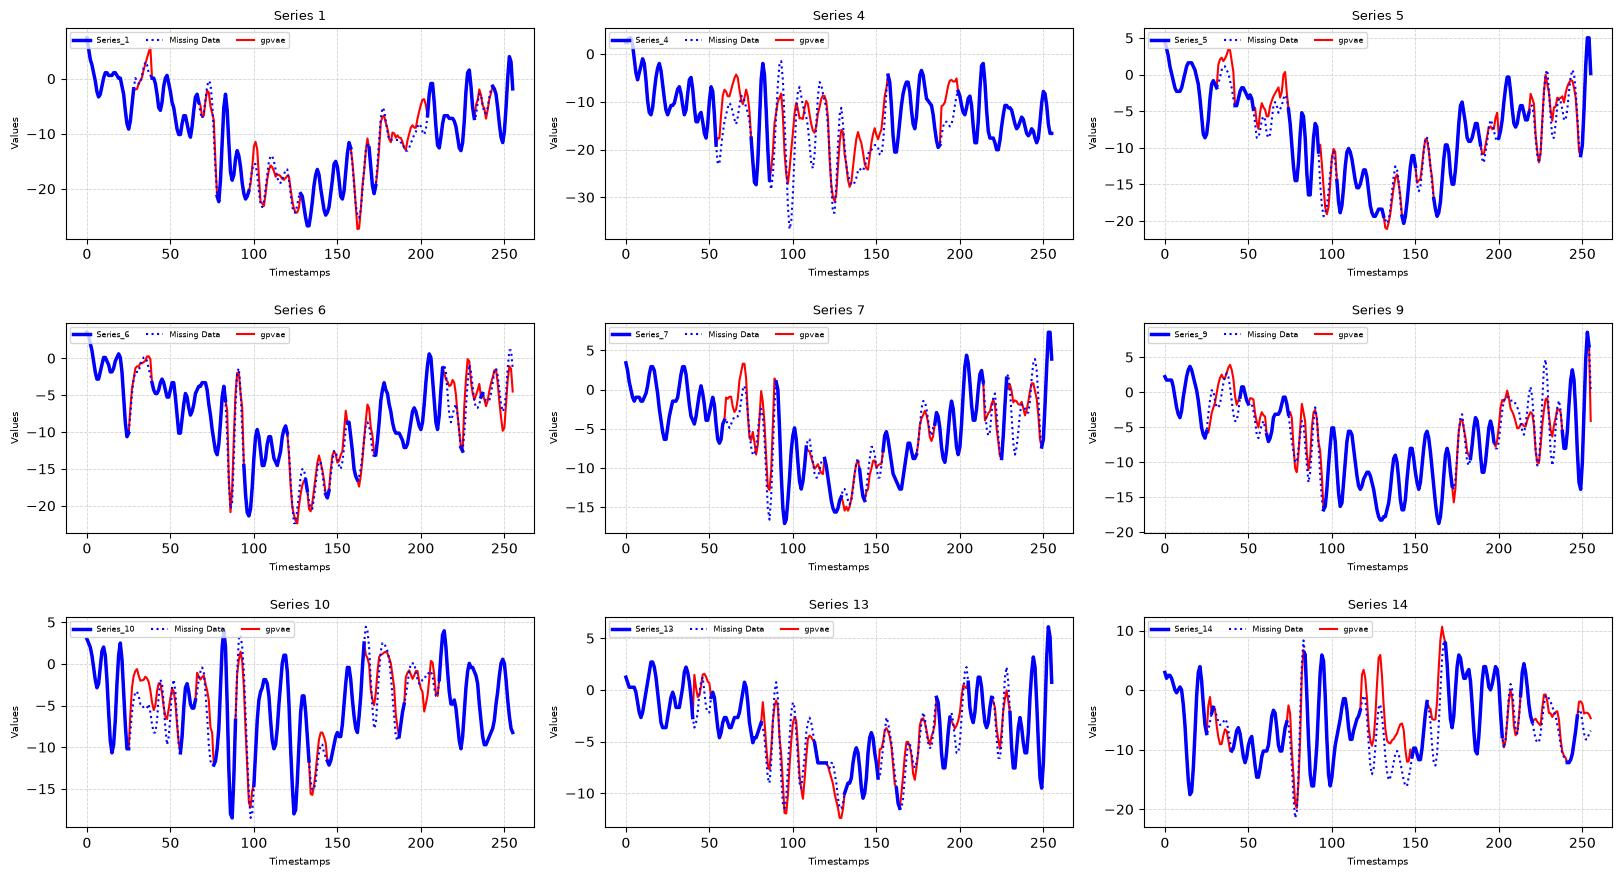 Series 1
Series_1 Missing Data gpvae
Values
0
−10
−20
0 50 100 150 200 250
Timestamps
Series 4
Series_4 Missing Data gpvae
Values
0
−10
−20
−30
0 50 100 150 200 250
Timestamps
Series 5
Series_5 Missing Data gpvae
Values
5
0
−5
−10
−15
−20
0 50 100 150 200 250
Timestamps
Series 6
Series_6 Missing Data gpvae
Values
0
−5
−10
−15
−20
0 50 100 150 200 250
Timestamps
Series 7
Series_7 Missing Data gpvae
Values
5
0
−5
−10
−15
0 50 100 150 200 250
Timestamps
Series 9
Series_9 Missing Data gpvae
Values
5
0
−5
−10
−15
−20
0 50 100 150 200 250
Timestamps
Series 10
Series_10 Missing Data gpvae
Values
5
0
−5
−10
−15
0 50 100 150 200 250
Timestamps
Series 13
Series_13 Missing Data gpvae
Values
5
0
−5
−10
0 50 100 150 200 250
Timestamps
Series 14
Series_14 Missing Data gpvae
Values
10
0
−10
−20
0 50 100 150 200 250
Timestamps